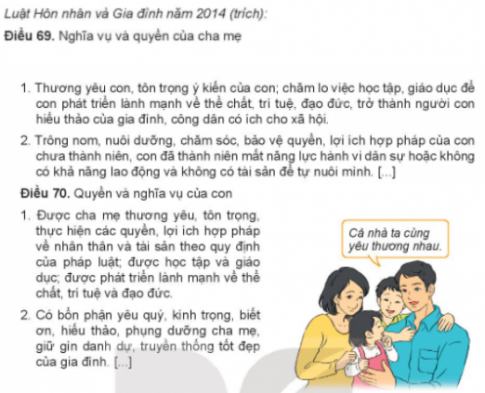 Luật Hôn nhân và Gia đình năm 2014 (trích):
Điều 69. Nghĩa vụ và quyền của cha mẹ
1. Thương yêu con, tôn trọng ý kiến của con; chăm lo việc học tập, giáo dục để
con phát triển lành mạnh về thể chất, trí tuệ, đạo đức, trở thành người con
hiếu thảo của gia đình, công dân có ích cho xã hội.
2. Trông nom, nuôi dưỡng, chăm sóc, bảo vệ quyền, lợi ích hợp pháp của con
chưa thành niên, con đã thành niên mất năng lực hành vi dân sự hoặc không
có khả năng lao động và không có tài sản để tự nuôi mình. [...]
Điều 70. Quyền và nghĩa vụ của con
1. Được cha mẹ thương yêu, tôn trọng,
thực hiện các quyền, lợi ích hợp pháp
về nhân thân và tài sản theo quy định
của pháp luật; được học tập và giáo
dục; được phát triển lành mạnh về thể
chất, trí tuệ và đạo đức.
2. Có bổn phận yêu quý, kính trọng, biết
ơn, hiếu thảo, phụng dưỡng cha mẹ,
giữ gìn danh dự, truyền thống tốt đẹp
của gia đình. [...]
Cả nhà ta cùng
yêu thương nhau.